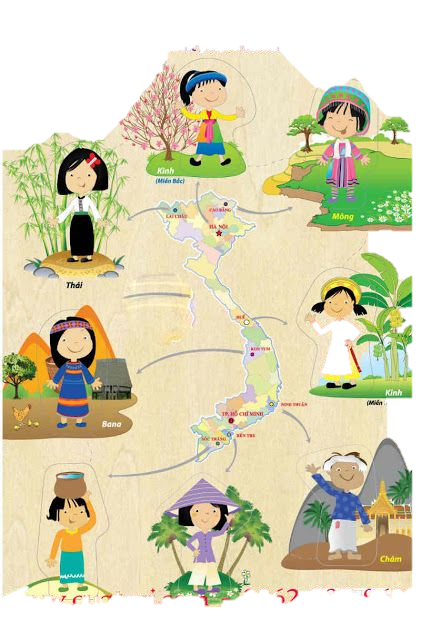 Kinh
(Miền Bắc)
Mông
Thái
LAI CHÂU
CAO BẰNG
HÀ NỘI
HUẾ
KON TUM
Kinh
(Miền
Bana
NINH THUẬN
TP. HỒ CHÍ MINH
BẾN TRE
SÓC TRĂNG
Chăm